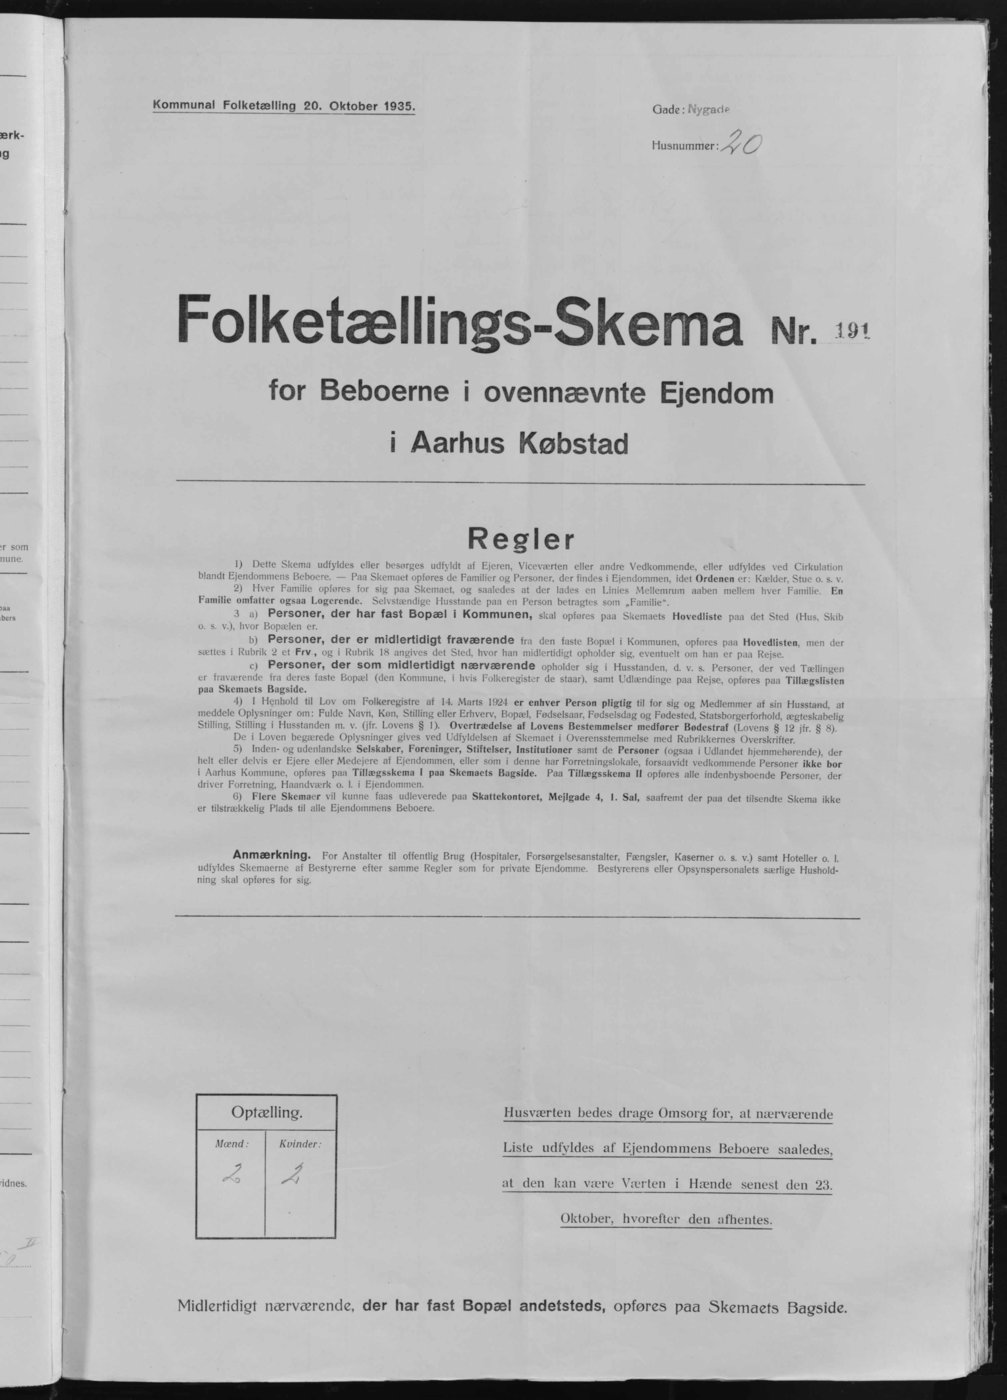 ærk-
g
er som
mune.
paa
bers
vidnes.
Kommunal Folketælling 20. Oktober 1935.
Gade: Nygade
Husnummer: 20
Folketællings-Skema Nr. 191
for Beboerne i ovennævnte Ejendom
i Aarhus Købstad
Regler
1) Dette Skema udfyldes eller besørges udfyldt af Ejeren, Viceværten eller andre Vedkommende, eller udfyldes ved Cirkulation
blandt Ejendommens Beboere. — Paa Skemaet opføres de Familier og Personer, der findes i Ejendommen, idet Ordenen er: Kælder, Stue o. s. v.
2) Hver Familie opføres for sig paa Skemaet, og saaledes at der lades en Linies Mellemrum aaben mellem hver Familie. En
Familie omfatter ogsaa Logerende. Selvstændige Husstande paa en Person betragtes som „Familie“.
3 a) Personer, der har fast Bopæl i Kommunen, skal opføres paa Skemaets Hovedliste paa det Sted (Hus, Skib
o. s. v.), hvor Bopælen er.
b) Personer, der er midlertidigt fraværende fra den faste Bopæl i Kommunen, opføres paa Hovedlisten, men der
sættes i Rubrik 2 et Frv, og i Rubrik 18 angives det Sted, hvor han midlertidigt opholder sig, eventuelt om han er paa Rejse.
c) Personer, der som midlertidigt nærværende opholder sig i Husstanden, d. v. s. Personer, der ved Tællingen
er fraværende fra deres faste Bopæl (den Kommune, i hvis Folkeregister de staar), samt Udlændinge paa Rejse, opføres paa Tillægslisten
paa Skemaets Bagside.
4) I Henhold til Lov om Folkeregistre af 14. Marts 1924 er enhver Person pligtig til for sig og Medlemmer af sin Husstand, at
meddele Oplysninger om: Fulde Navn, Køn, Stilling eller Erhverv, Bopæl, Fødselsaar, Fødselsdag og Fødested, Statsborgerforhold, ægteskabelig
Stilling, Stilling i Husstanden m. v. (jfr. Lovens § 1). Overtrædelse af Lovens Bestemmelser medfører Bødestraf (Lovens § 12 jfr. § 8).
De i Loven begærede Oplysninger gives ved Udfyldelsen af Skemaet i Overensstemmelse med Rubrikkernes Overskrifter.
5) Inden- og udenlandske Selskaber, Foreninger, Stiftelser, Institutioner samt de Personer (ogsaa i Udlandet hjemmehørende), der
helt eller delvis er Ejere eller Medejere af Ejendommen, eller som i denne har Forretningslokale, forsaavidt vedkommende Personer ikke bor
i Aarhus Kommune, opføres paa Tillægsskema I paa Skemaets Bagside. Paa Tillægsskema II opføres alle indenbysboende Personer, der
driver Forretning, Haandværk o. l. i Ejendommen.
6) Flere Skemaer vil kunne faas udleverede paa Skattekontoret, Mejlgade 4, 1. Sal, saafremt der paa det tilsendte Skema ikke
er tilstrækkelig Plads til alle Ejendommens Beboere.
Anmærkning. For Anstalter til offentlig Brug (Hospitaler, Forsørgelsesanstalter, Fængsler, Kaserner o. s. v.) samt Hoteller o. l.
udfyldes Skemaerne af Bestyrerne efter samme Regler som for private Ejendomme. Bestyrerens eller Opsynspersonalets særlige Hushold-
ning skal opføres for sig.
Optælling.
Mænd: Kvinder:
2 2
Husværten bedes drage Omsorg for, at nærværende
Liste udfyldes af Ejendommens Beboere saaledes,
at den kan være Værten i Hænde senest den 23.
Oktober, hvorefter den afhentes.
Midlertidigt nærværende, der har fast Bopæl andetsteds, opføres paa Skemaets Bagside.